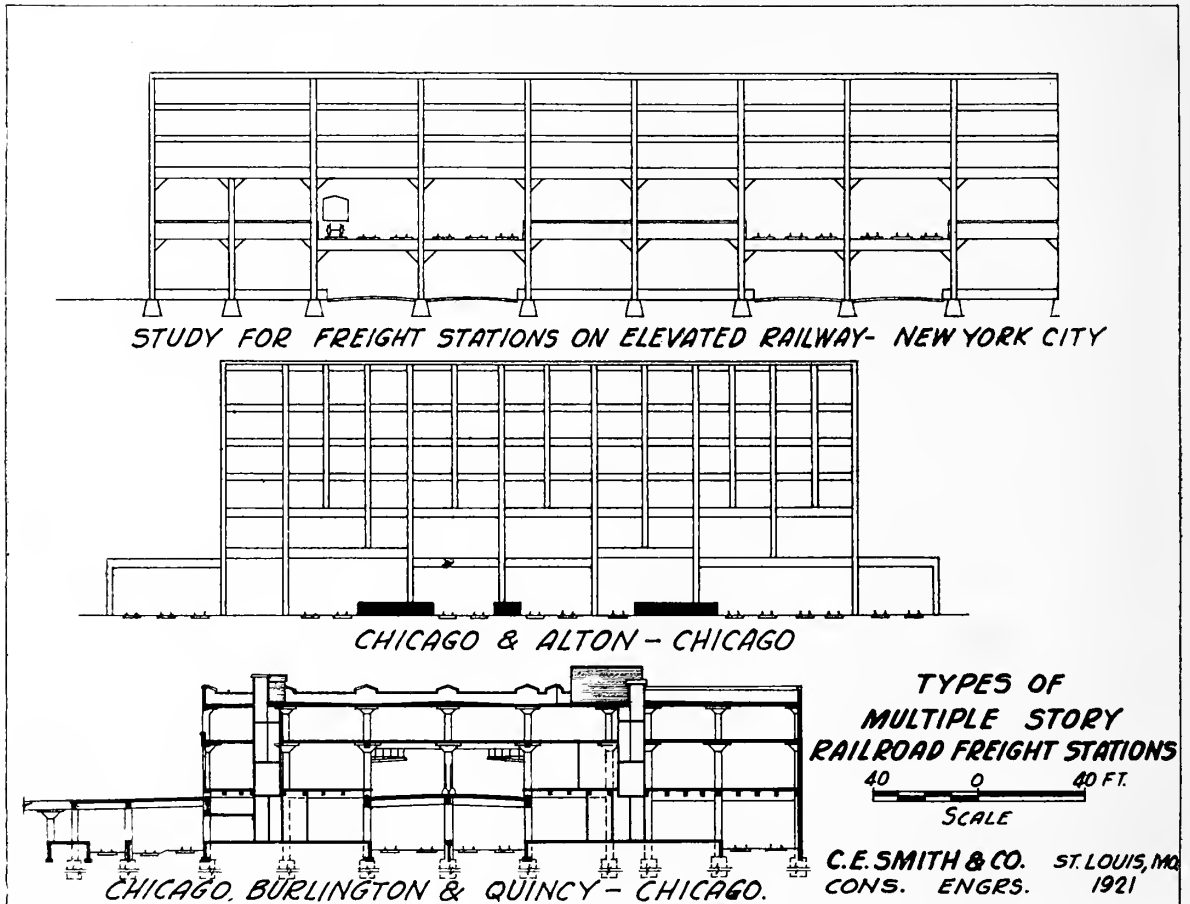 STUDY FOR FREIGHT STATIONS ON ELEVATED RAILWAY- NEW YORK CITY
CHICAGO & ALTON - CHICAGO
CHICAGO, BURLINGTON & QUINCY - CHICAGO.
TYPES OF
MULTIPLE STORY
RAILROAD FREIGHT STATIONS
40 0 40 FT.
SCALE
C.E. SMITH & CO. ST. LOUIS, MO.
CONS. ENGRS. 1921